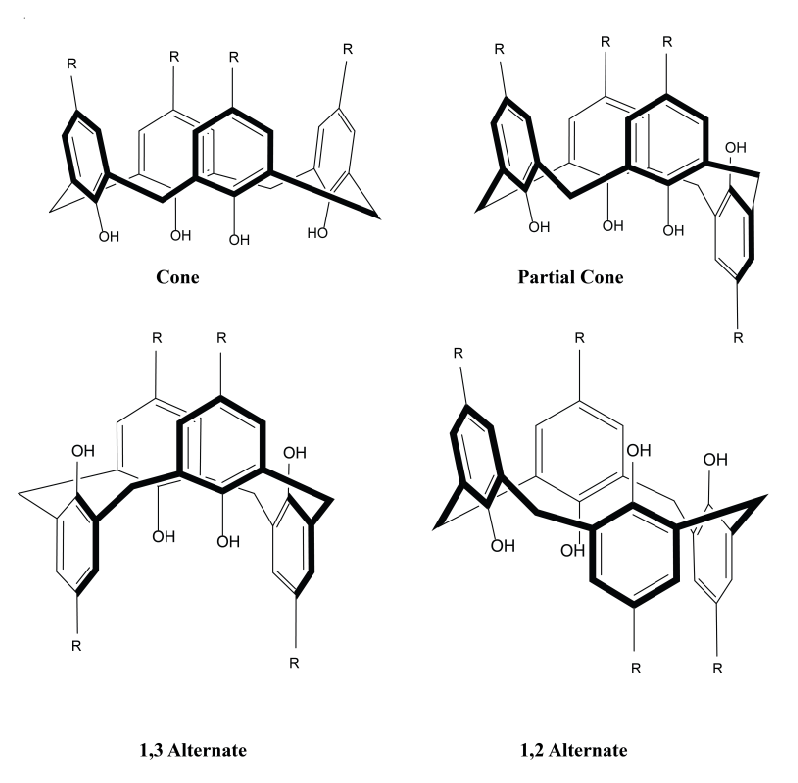 R R R R
OH OH OH HO
Cone
R R R
OH
OH OH OH
R
Partial Cone
R R
OH OH
OH OH
R R
1,3 Alternate
R R
OH OH
OH OH
R R
1,2 Alternate